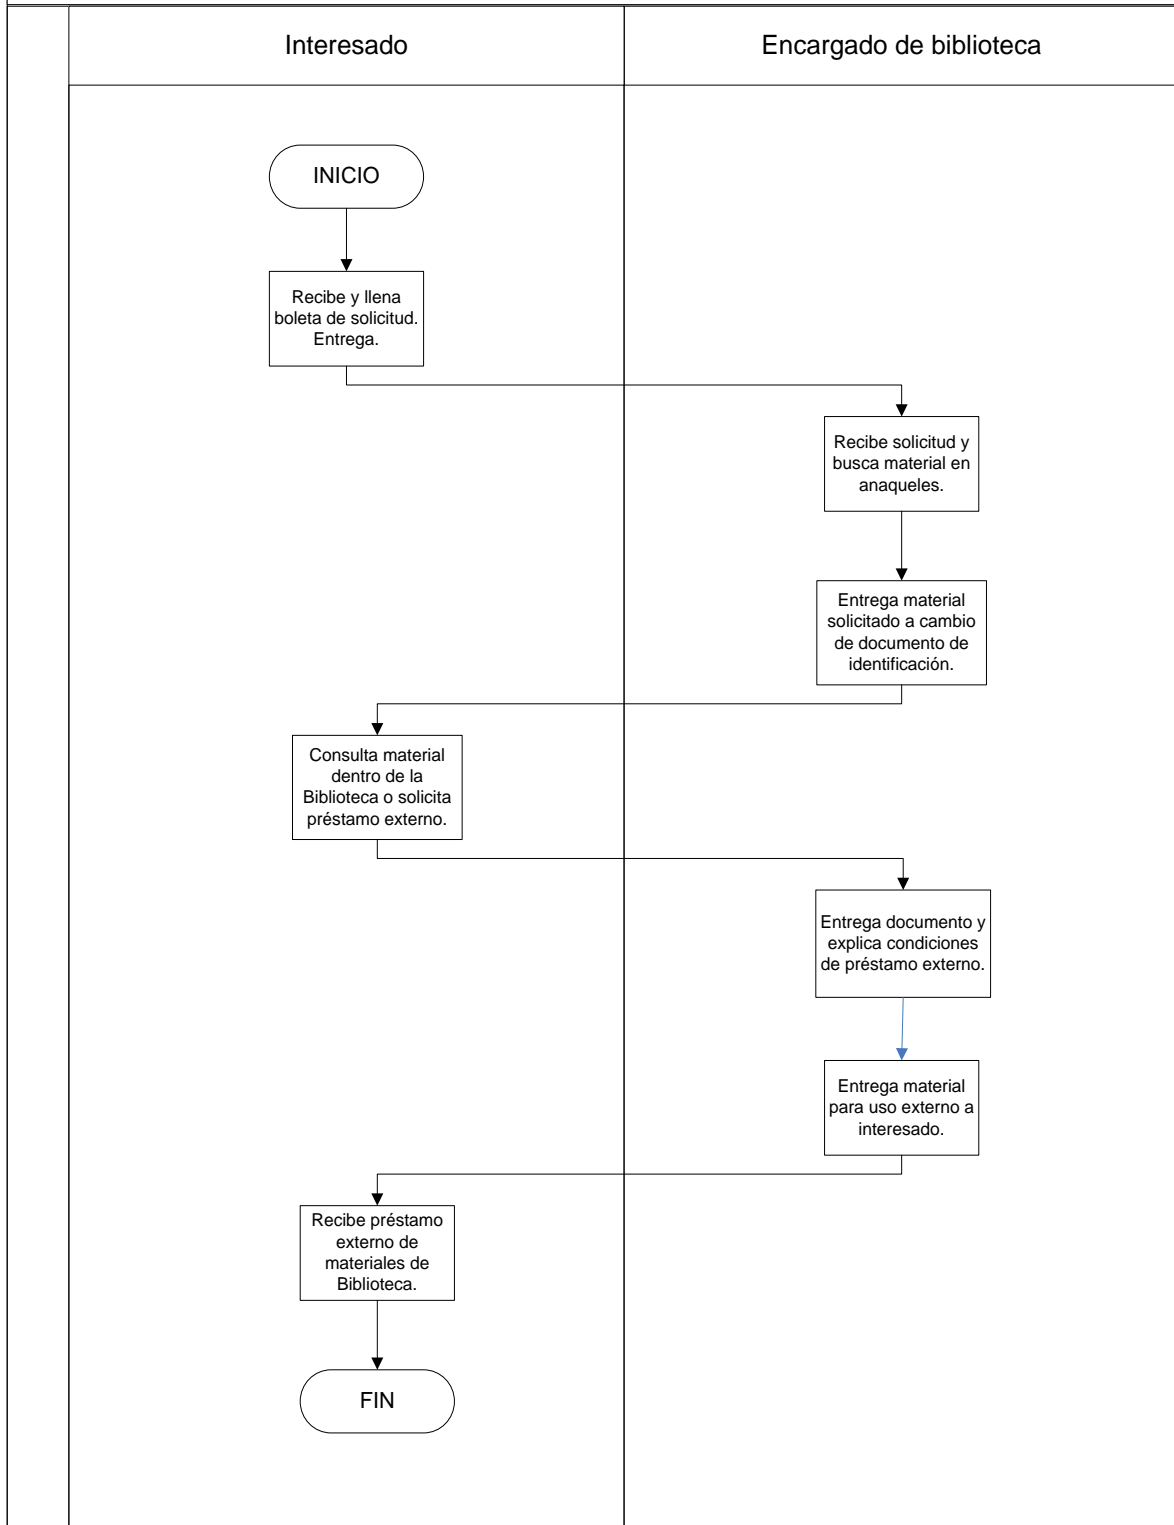 Interesado
Encargado de biblioteca
INICIO
Recibe y llena
boleta de solicitud.
Entrega.
Recibe solicitud y
busca material en
anaqueles.
Entrega material
solicitado a cambio
de documento de
identificación.
Consulta material
dentro de la
Biblioteca o solicita
préstamo externo.
Entrega documento y
explica condiciones
de préstamo externo.
Entrega material
para uso externo a
interesado.
Recibe préstamo
externo de
materiales de
Biblioteca.
FIN